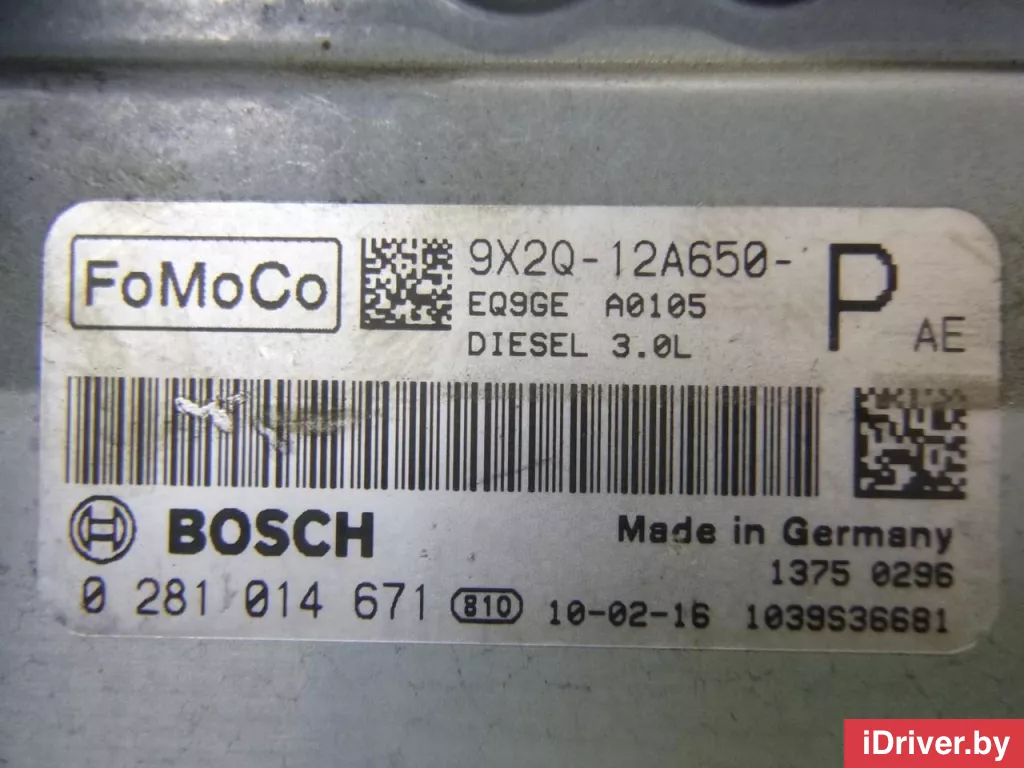 FoMoCo
9X2Q-12A650-
P
AE
EQ9GE A0105
DIESEL 3.0L
BOSCH
Made in Germany
1375 0296
0 281 014 671 810 10-02-16 1039S36681
iDriver.by